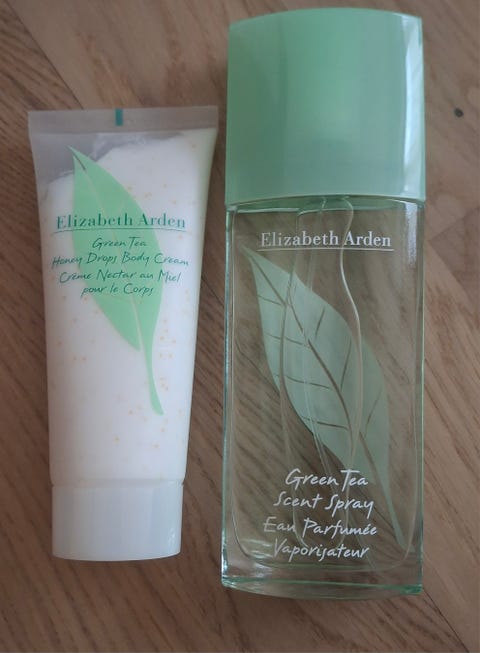 Elizabeth Arden
Green Tea
Honey Drops Body Cream
Crème Nectar au Miel
pour le Corps
Elizabeth Arden
Green Tea
Scent Spray
Eau Parfumée
Vaporisateur